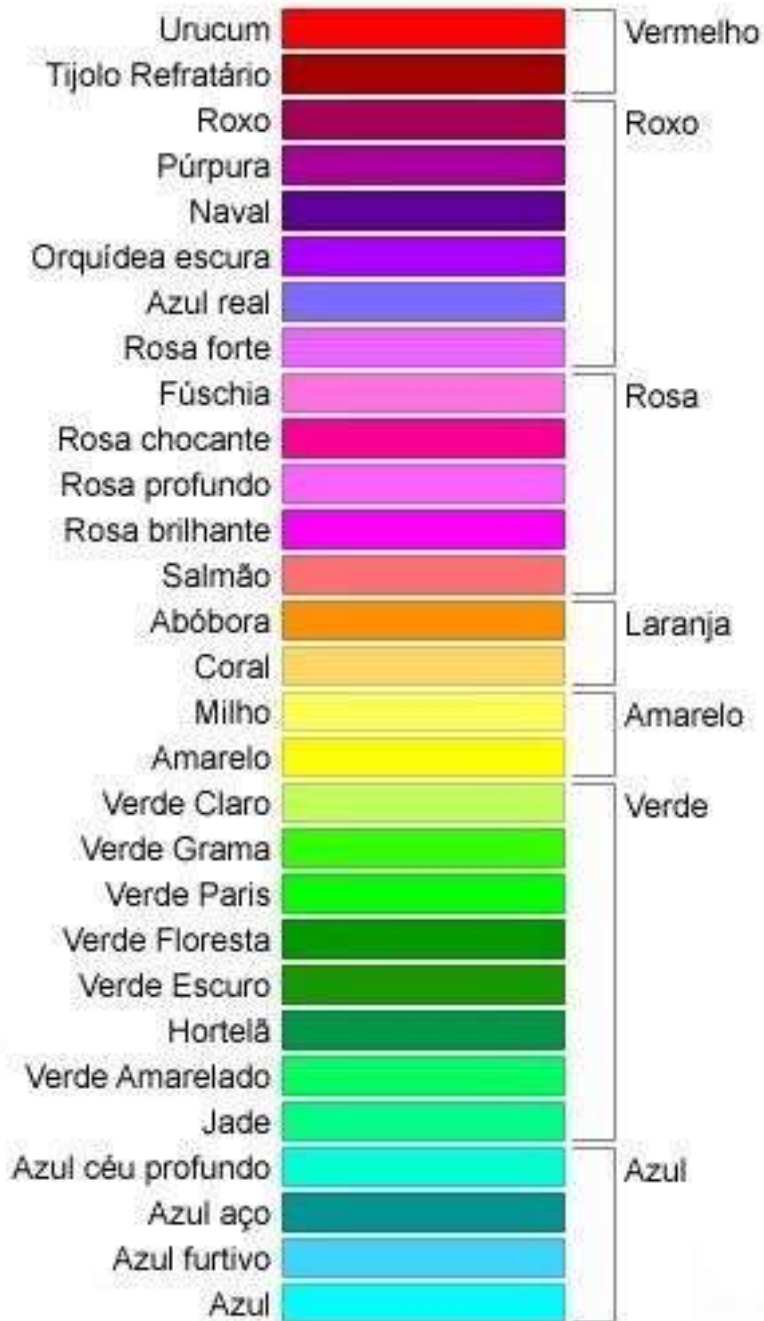 Urucum Vermelho
Tijolo Refratário
Roxo Roxo
Púrpura
Naval
Orquídea escura
Azul real
Rosa forte
Fúschia Rosa
Rosa chocante
Rosa profundo
Rosa brilhante
Salmão
Abóbora Laranja
Coral
Milho Amarelo
Amarelo
Verde Claro Verde
Verde Grama
Verde Paris
Verde Floresta
Verde Escuro
Hortelã
Verde Amarelado
Jade
Azul céu profundo Azul
Azul aço
Azul furtivo
Azul